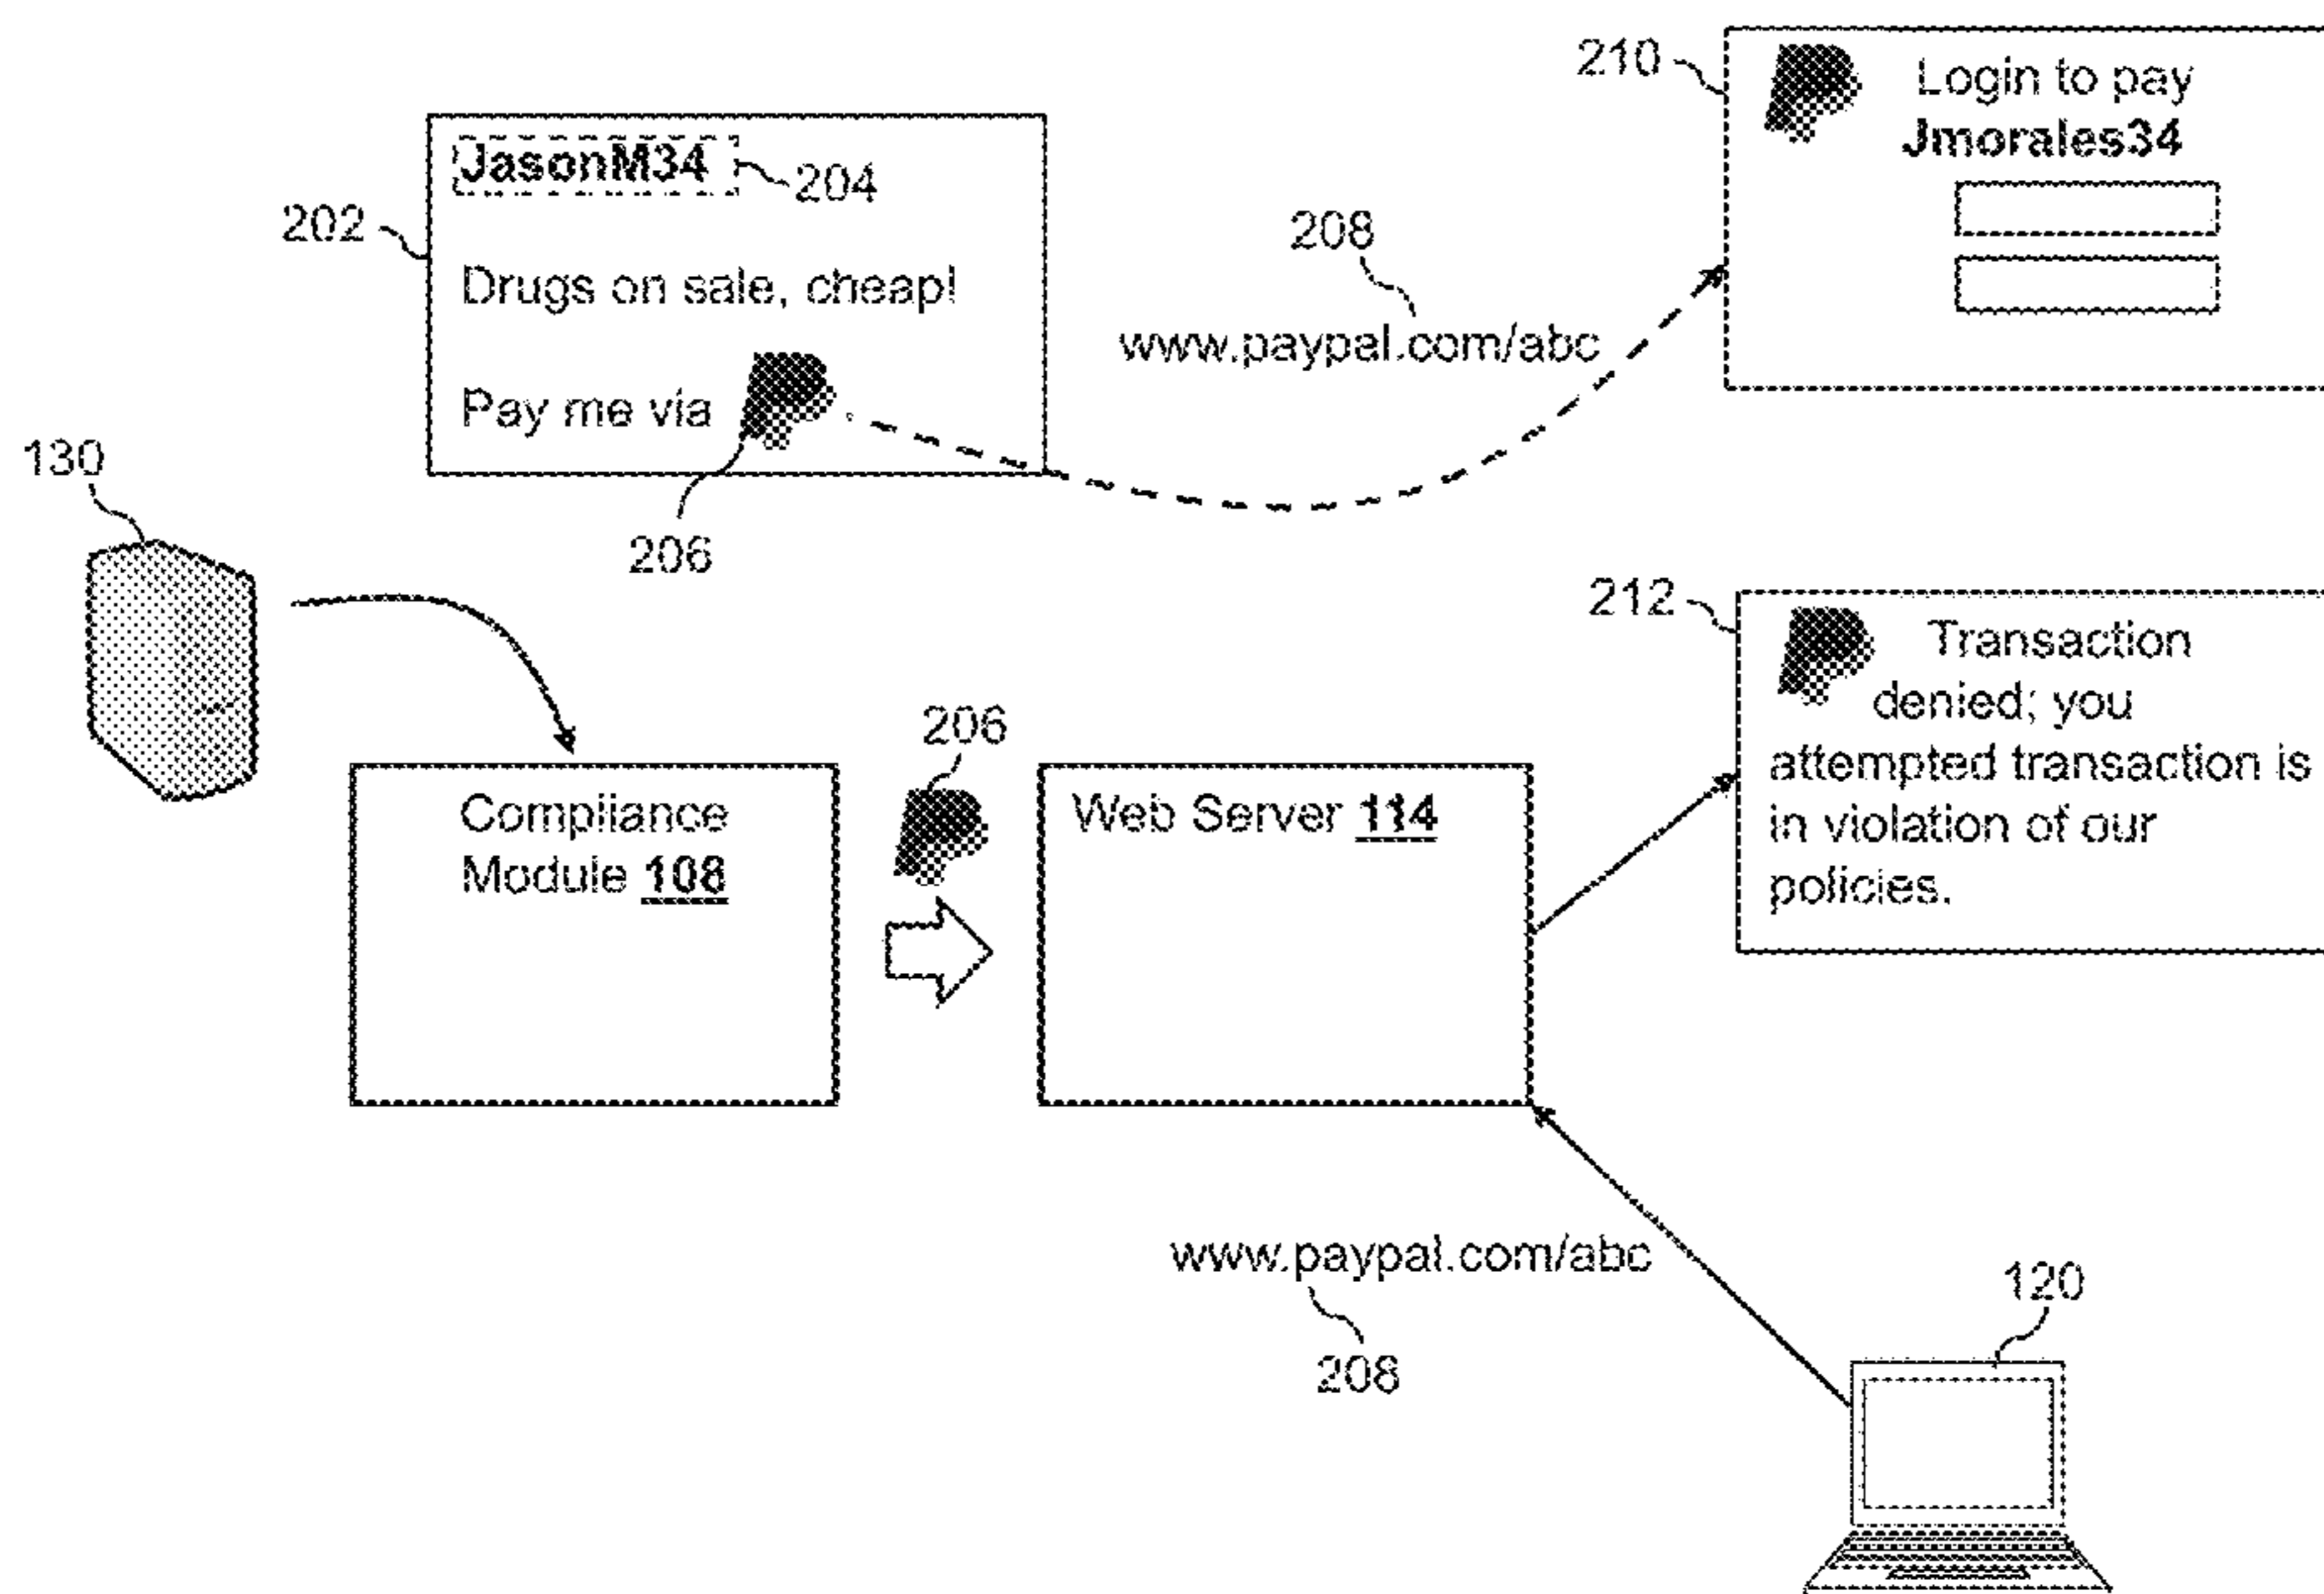 210
Login to pay
Jmorales34
JasonM34
204
202
Drugs on sale, cheap!
Pay me via
206
208
www.paypal.com/abc
130
212
Transaction
denied; you
attempted transaction is
in violation of our
policies.
Compliance
Module 108
206
Web Server 114
www.paypal.com/abc
208
120